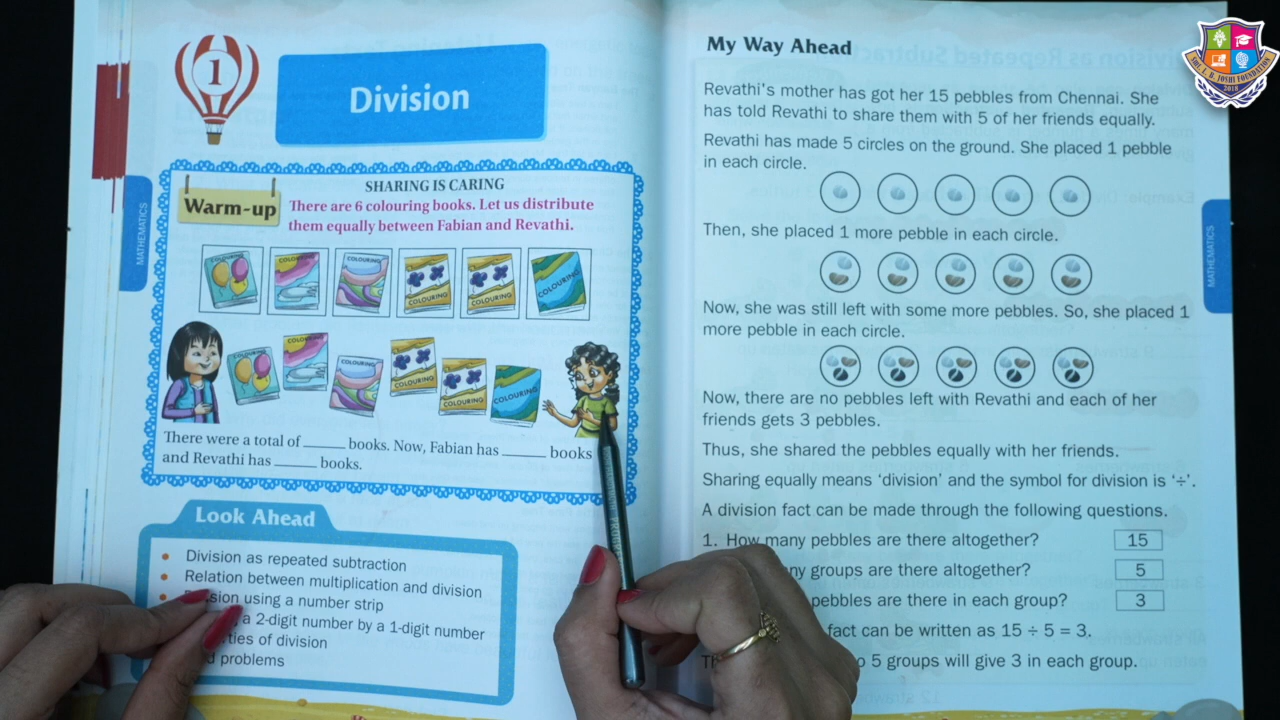 1
Division
MATHEMATICS
Warm-up
SHARING IS CARING
There are 6 colouring books. Let us distribute
them equally between Fabian and Revathi.
COLOURING
COLOURING
COLOURING
COLOURING
COLOURING
COLOURING
COLOURING
COLOURING
There were a total of ______ books. Now, Fabian has ______ books
and Revathi has ______ books.
Look Ahead
• Division as repeated subtraction
• Relation between multiplication and division
using a number strip
a 2-digit number by a 1-digit number
of division
problems
My Way Ahead
Revathi's mother has got her 15 pebbles from Chennai. She
has told Revathi to share them with 5 of her friends equally.
Revathi has made 5 circles on the ground. She placed 1 pebble
in each circle.
Then, she placed 1 more pebble in each circle.
Now, she was still left with some more pebbles. So, she placed 1
more pebble in each circle.
Now, there are no pebbles left with Revathi and each of her
friends gets 3 pebbles.
Thus, she shared the pebbles equally with her friends.
Sharing equally means 'division' and the symbol for division is '÷'.
A division fact can be made through the following questions.
1. How many pebbles are there altogether? 15
groups are there altogether? 5
pebbles are there in each group? 3
fact can be written as 15 ÷ 5 = 3.
5 groups will give 3 in each group.
MATHEMATICS
SMT. L. H. JOSHI FOUNDATION
2018